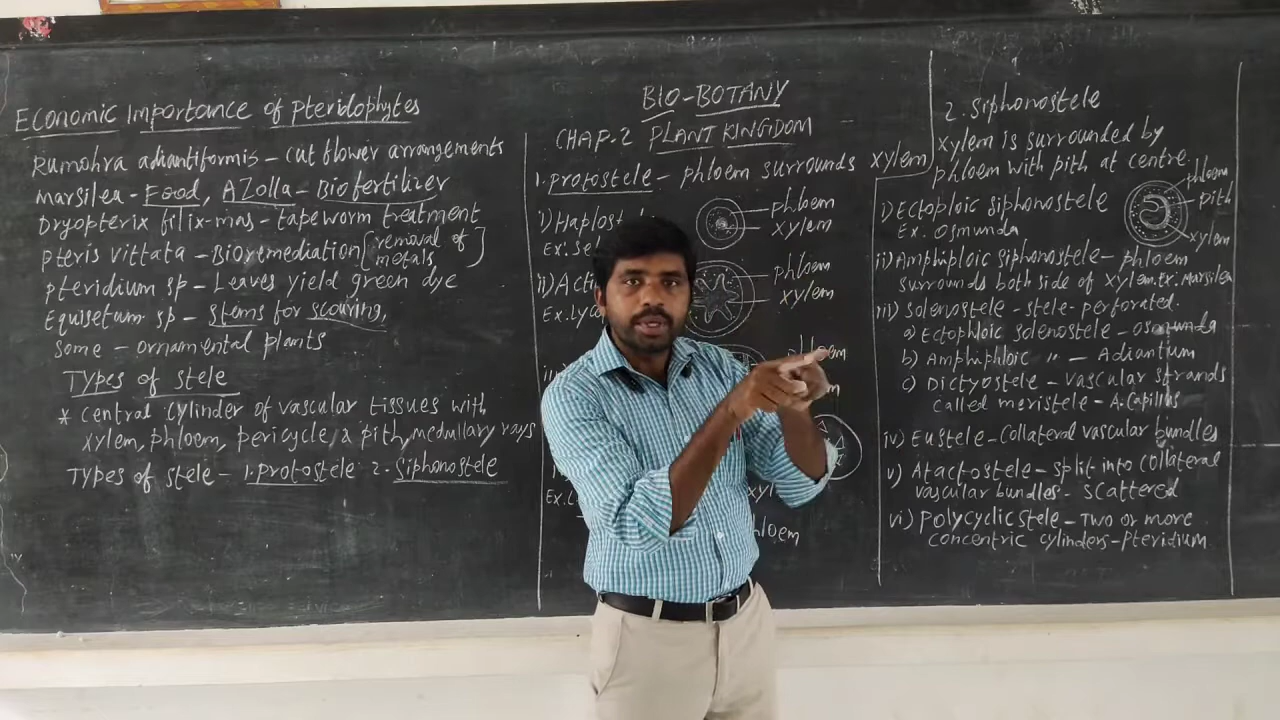 Economic Importance of Pteridophytes
Rumohra adiantiformis - cut flower arrangements
Marsilea - Food, AZolla - Biofertilizer
Dryopterix filix-mas - tapeworm treatment
Pteris vittata - Bioremediation [removal of metals]
Pteridium sp - Leaves yield green dye
Equisetum sp - stems for scouring,
Some - ornamental plants
Types of stele
* central cylinder of vascular tissues with
xylem, phloem, pericycle, & pith, medullary rays
Types of stele - 1. Protostele 2. Siphonostele
BIO-BOTANY
CHAP-2 PLANT KINGDOM
1. Protostele - phloem surrounds xylem
i) Haplost
Ex: Se
phloem
xylem
ii) Act
Ex. Lyc
phloem
xylem
phloem
xyl
phloem
2. Siphonostele
xylem is surrounded by
phloem with pith at centre.
i) Ectoploic siphonostele
Ex. Osmunda
phloem
pith
xylem
ii) Amphiploic siphonostele - phloem
surrounds both side of xylem. Ex. Marsilea
iii) Solenostele - stele - perforated.
a) Ectophloic solenostele - osmunda
b) Amphiphloic " - Adiantium
c) Dictyostele - vascular strands
called meristele - A. Capillus
iv) Eustele - collateral vascular bundles
v) Atactostele - split into collateral
vascular bundles - scattered
vi) Polycyclic stele - Two or more
concentric cylinders - pteridium